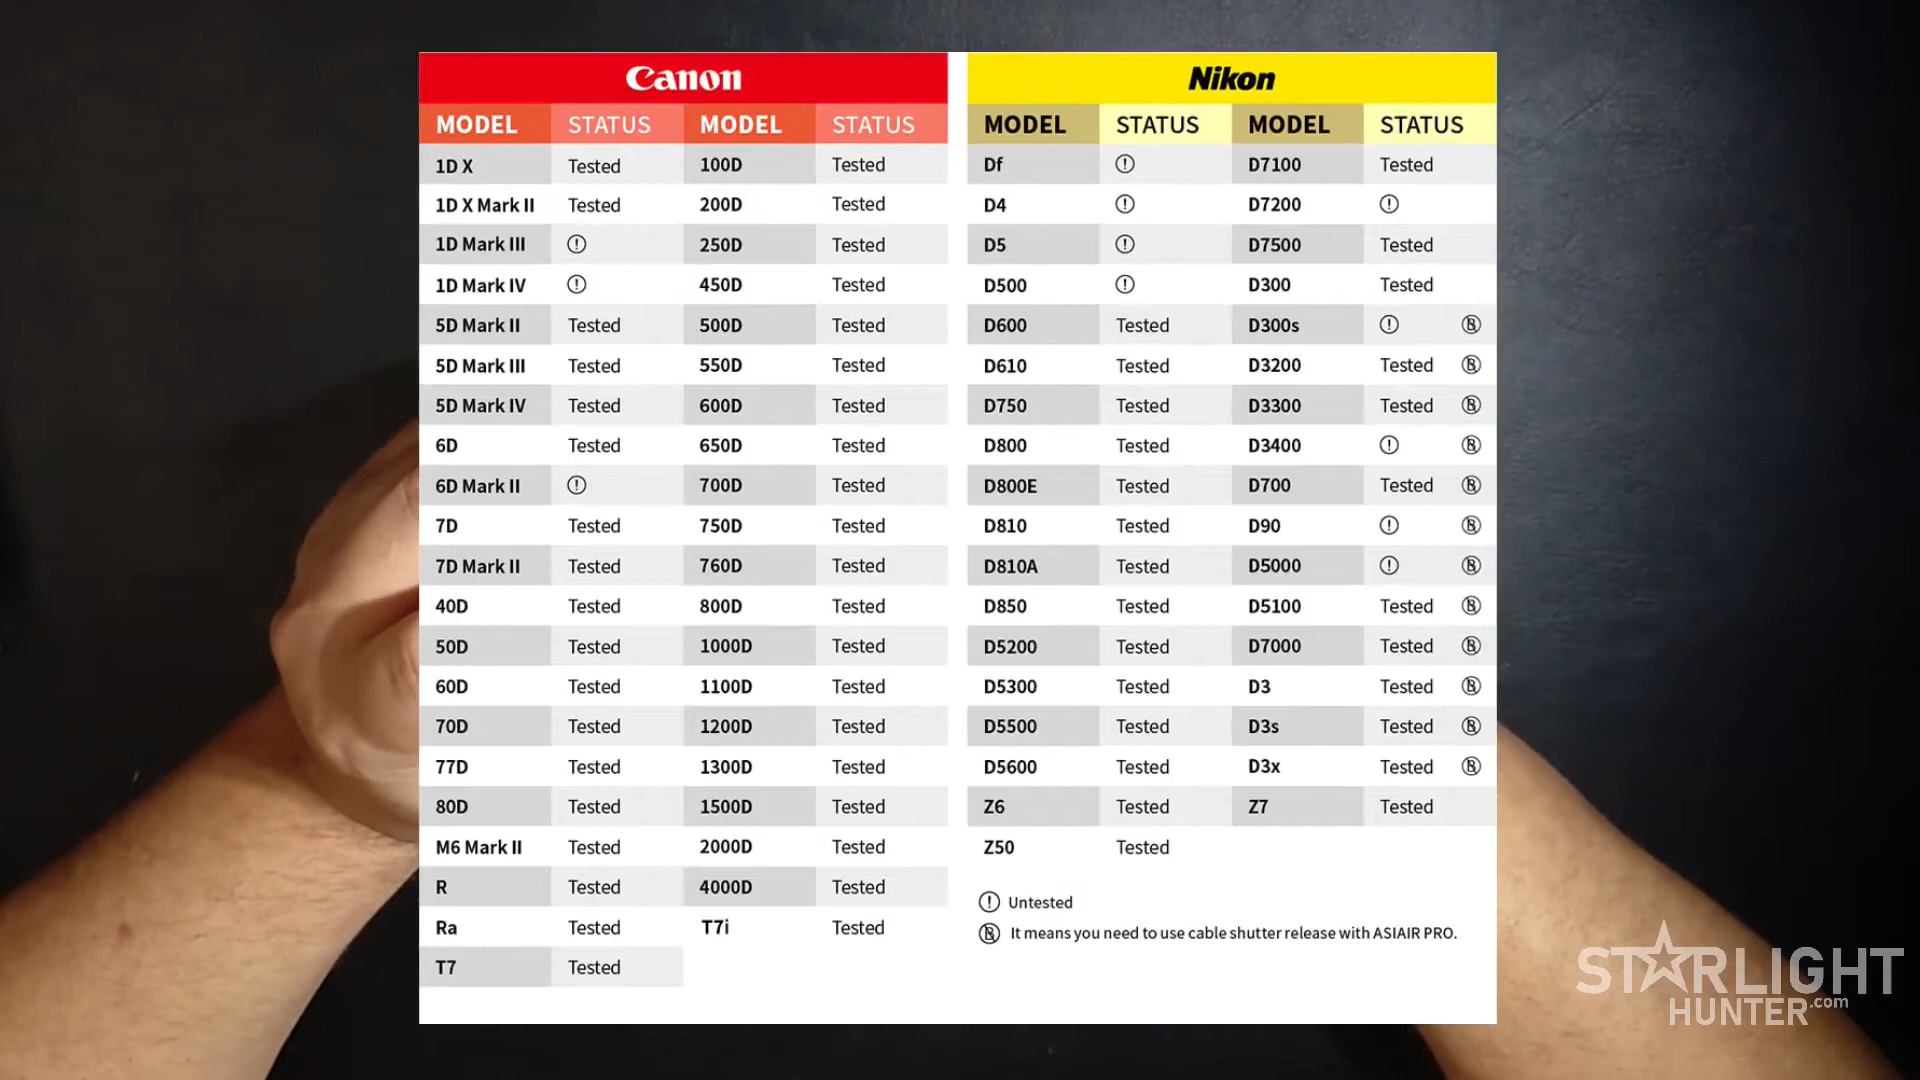 Canon
MODEL STATUS MODEL STATUS
1D X Tested 100D Tested
1D X Mark II Tested 200D Tested
1D Mark III ! 250D Tested
1D Mark IV ! 450D Tested
5D Mark II Tested 500D Tested
5D Mark III Tested 550D Tested
5D Mark IV Tested 600D Tested
6D Tested 650D Tested
6D Mark II ! 700D Tested
7D Tested 750D Tested
7D Mark II Tested 760D Tested
40D Tested 800D Tested
50D Tested 1000D Tested
60D Tested 1100D Tested
70D Tested 1200D Tested
77D Tested 1300D Tested
80D Tested 1500D Tested
M6 Mark II Tested 2000D Tested
R Tested 4000D Tested
Ra Tested T7i Tested
T7 Tested
Nikon
MODEL STATUS MODEL STATUS
Df ! D7100 Tested
D4 ! D7200 !
D5 ! D7500 Tested
D500 ! D300 Tested
D600 Tested D300s ! B
D610 Tested D3200 Tested B
D750 Tested D3300 Tested B
D800 Tested D3400 ! B
D800E Tested D700 Tested B
D810 Tested D90 ! B
D810A Tested D5000 ! B
D850 Tested D5100 Tested B
D5200 Tested D7000 Tested B
D5300 Tested D3 Tested B
D5500 Tested D3s Tested B
D5600 Tested D3x Tested B
Z6 Tested Z7 Tested
Z50 Tested
! Untested
B It means you need to use cable shutter release with ASIAIR PRO.
STARLIGHT
HUNTER.com